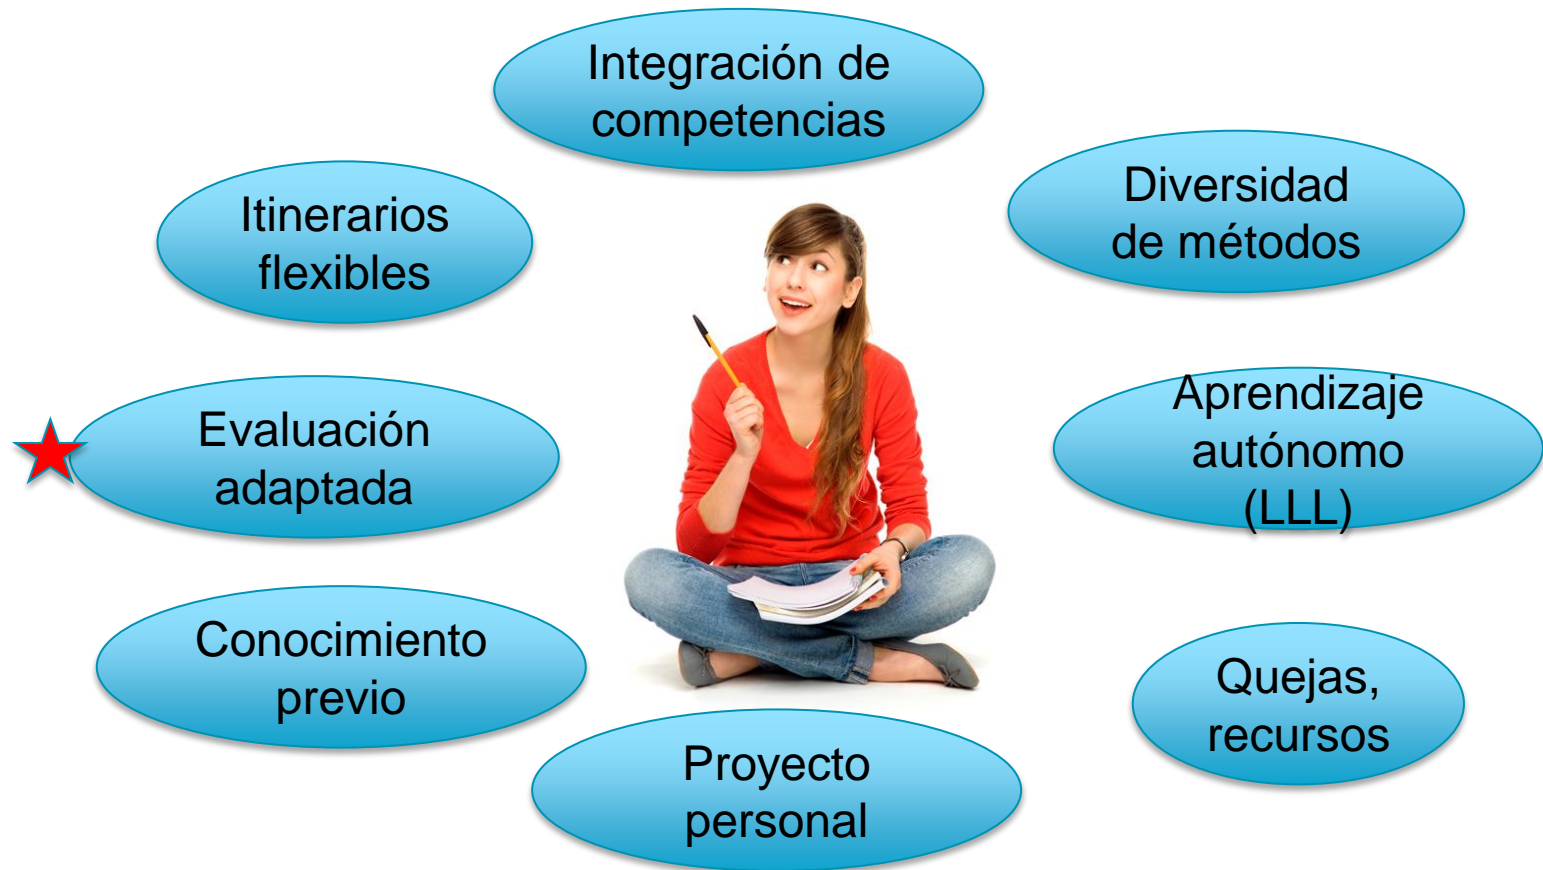 Integración de
competencias
Diversidad
de métodos
Itinerarios
flexibles
Aprendizaje
autónomo
(LLL)
Evaluación
adaptada
Conocimiento
previo
Quejas,
recursos
Proyecto
personal